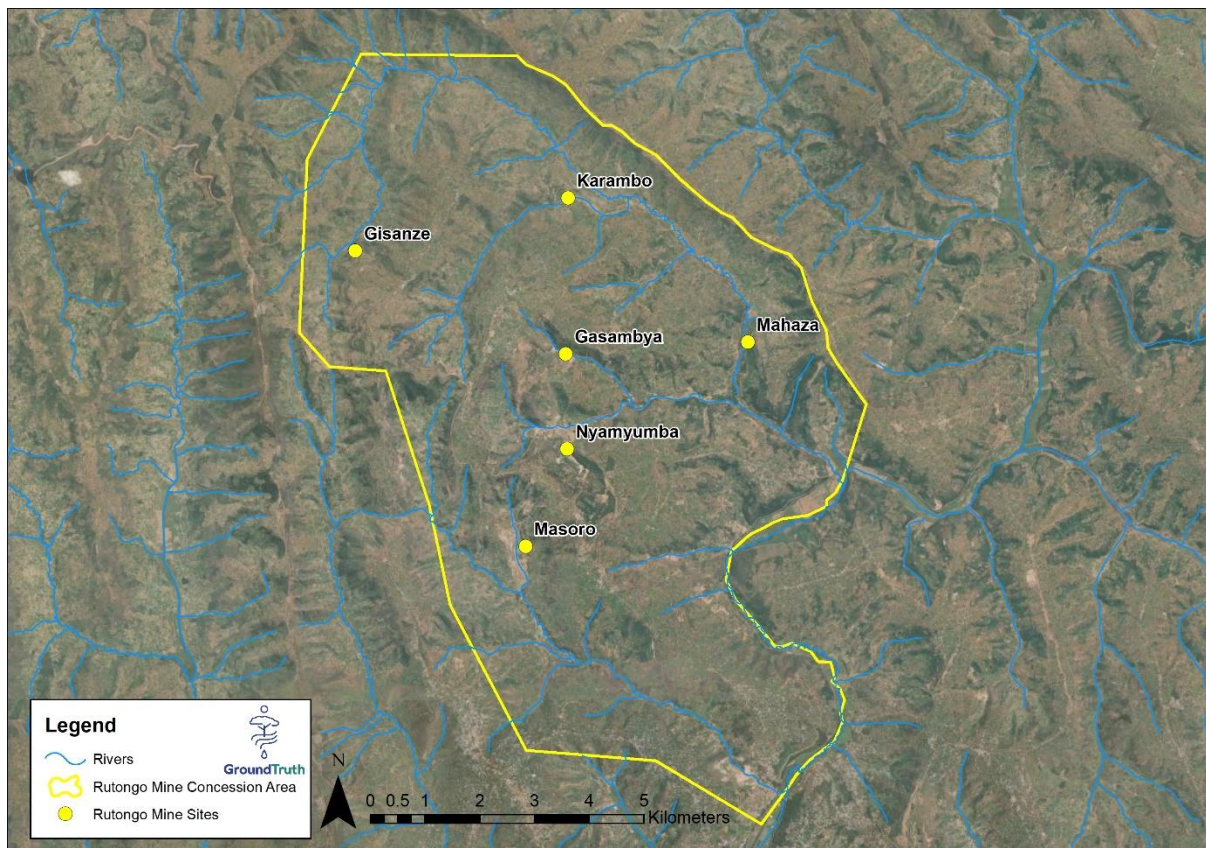 Karambo
Gisanze
Mahaza
Gasambya
Nyamyumba
Masoro
Legend
GroundTruth
Rivers
Rutongo Mine Concession Area
Rutongo Mine Sites
N
0 0.5 1 2 3 4 5
Kilometers